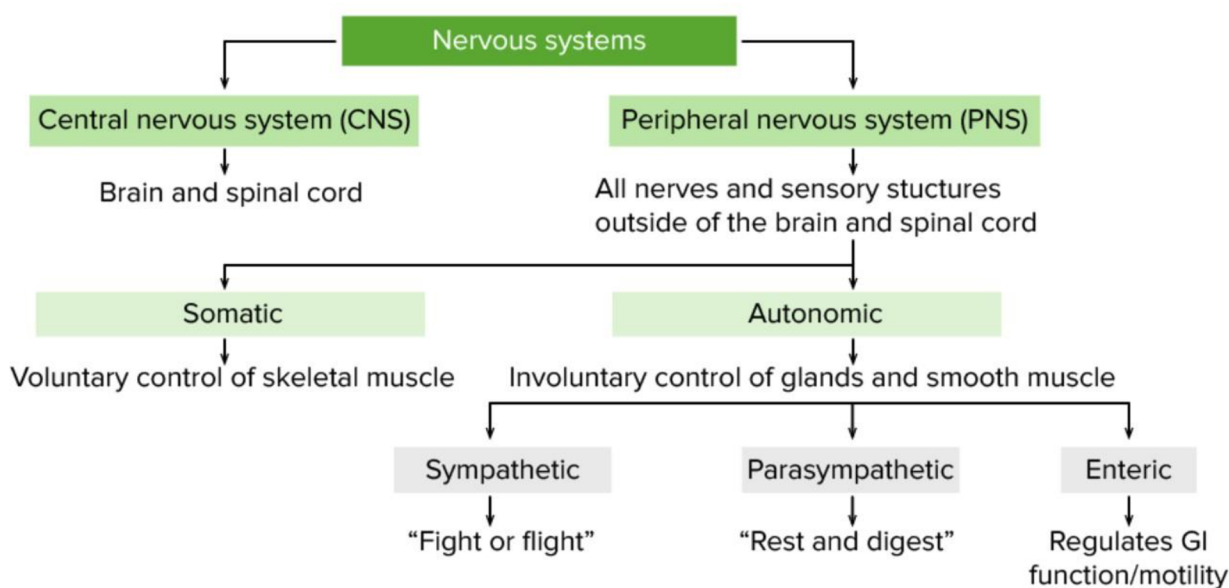 Nervous systems
Central nervous system (CNS)
Peripheral nervous system (PNS)
Brain and spinal cord
All nerves and sensory stuctures
outside of the brain and spinal cord
Somatic
Autonomic
Voluntary control of skeletal muscle
Involuntary control of glands and smooth muscle
Sympathetic
Parasympathetic
Enteric
“Fight or flight”
“Rest and digest”
Regulates GI
function/motility